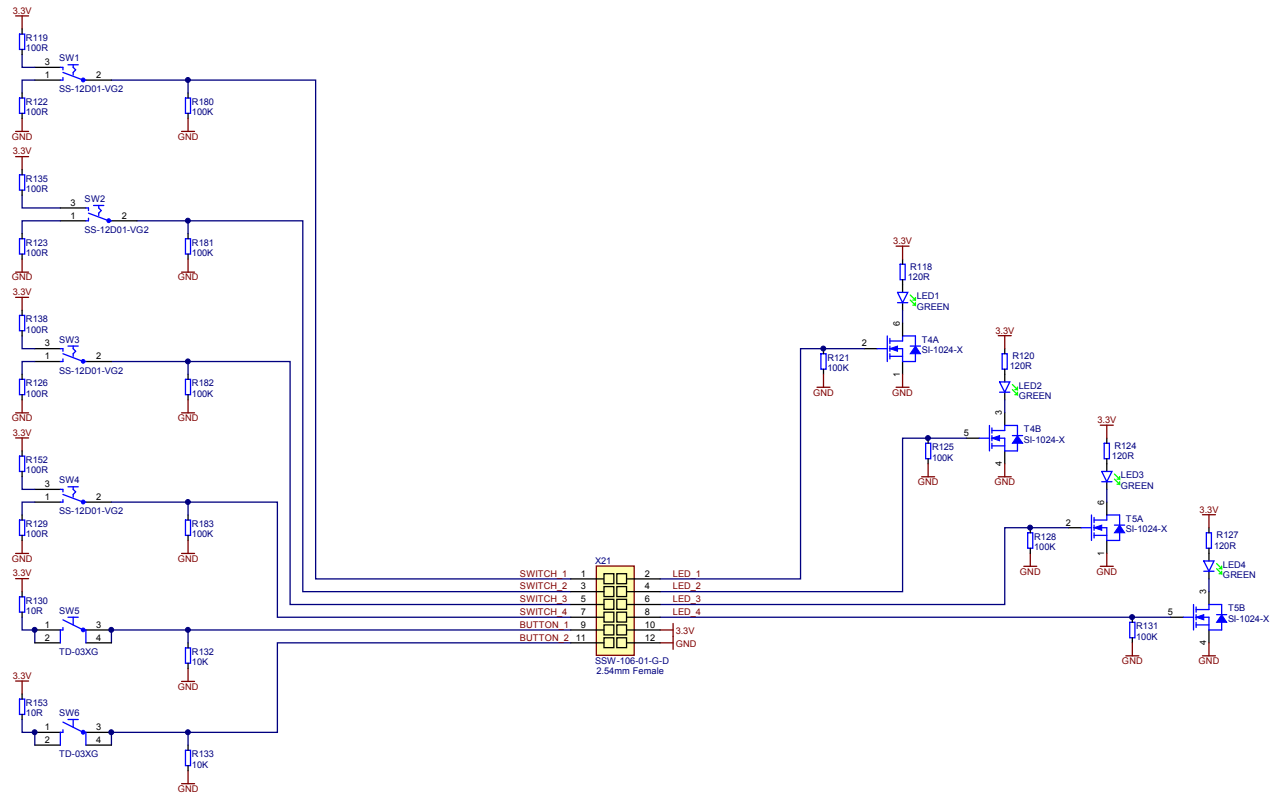 3.3V
R119
100R
SW1
3
1
2
SS-12D01-VG2
R122
100R
GND
R180
100K
GND
3.3V
R135
100R
SW2
3
1
2
SS-12D01-VG2
R123
100R
GND
R181
100K
GND
3.3V
R138
100R
SW3
3
1
2
SS-12D01-VG2
R126
100R
GND
R182
100K
GND
3.3V
R152
100R
SW4
3
1
2
SS-12D01-VG2
R129
100R
GND
R183
100K
GND
3.3V
R130
10R
SW5
1
3
2
4
TD-03XG
R132
10K
GND
3.3V
R153
10R
SW6
1
3
2
4
TD-03XG
R133
10K
GND
X21
SWITCH_1 1 2 LED_1
SWITCH_2 3 4 LED_2
SWITCH_3 5 6 LED_3
SWITCH_4 7 8 LED_4
BUTTON_1 9 10 3.3V
BUTTON_2 11 12 GND
SSW-106-01-G-D
2.54mm Female
3.3V
R118
120R
LED1
GREEN
6
2
T4A
SI-1024-X
1
R121
100K
GND
GND
3.3V
R120
120R
LED2
GREEN
3
5
T4B
SI-1024-X
4
R125
100K
GND
GND
3.3V
R124
120R
LED3
GREEN
6
2
T5A
SI-1024-X
1
R128
100K
GND
GND
3.3V
R127
120R
LED4
GREEN
3
5
T5B
SI-1024-X
4
R131
100K
GND
GND